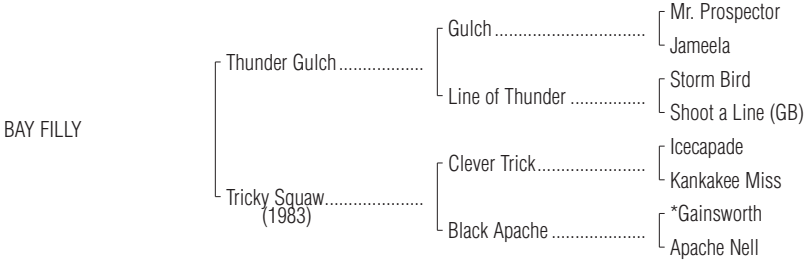 Mr. Prospector
Gulch ................................
Jameela
Thunder Gulch ..................
Storm Bird
Line of Thunder ................
Shoot a Line (GB)
BAY FILLY
Icecapade
Clever Trick.......................
Kankakee Miss
Tricky Squaw.....................
(1983)
*Gainsworth
Black Apache ....................
Apache Nell